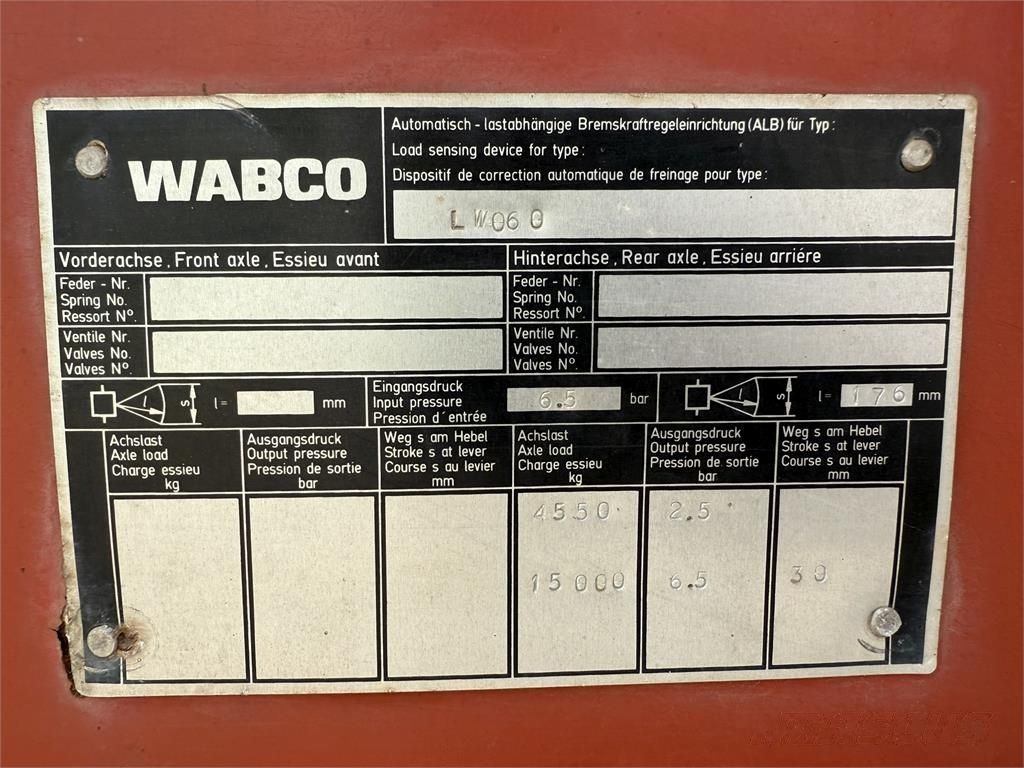 WABCO
Automatisch - lastabhängige Bremskraftregeleinrichtung (ALB) für Typ:
Load sensing device for type:
Dispositif de correction automatique de freinage pour type:
LW060
Vorderachse, Front axle, Essieu avant
Feder - Nr.
Spring No.
Ressort N°.
Ventile Nr.
Valves No.
Valves N°.
Hinterachse, Rear axle, Essieu arriére
Feder - Nr.
Spring No.
Ressort N°.
Ventile Nr.
Valves No.
Valves N°.
l s l= mm
Eingangsdruck
Input pressure
Pression d'entrée
6.5 bar
l s l= 176 mm
Achslast
Axle load
Charge essieu
kg
Ausgangsdruck
Output pressure
Pression de sortie
bar
Weg s am Hebel
Stroke s at lever
Course s au levier
mm
Achslast
Axle load
Charge essieu
kg
Ausgangsdruck
Output pressure
Pression de sortie
bar
Weg s am Hebel
Stroke s at lever
Course s au levier
mm
4550 2.5
15000 6.5 30